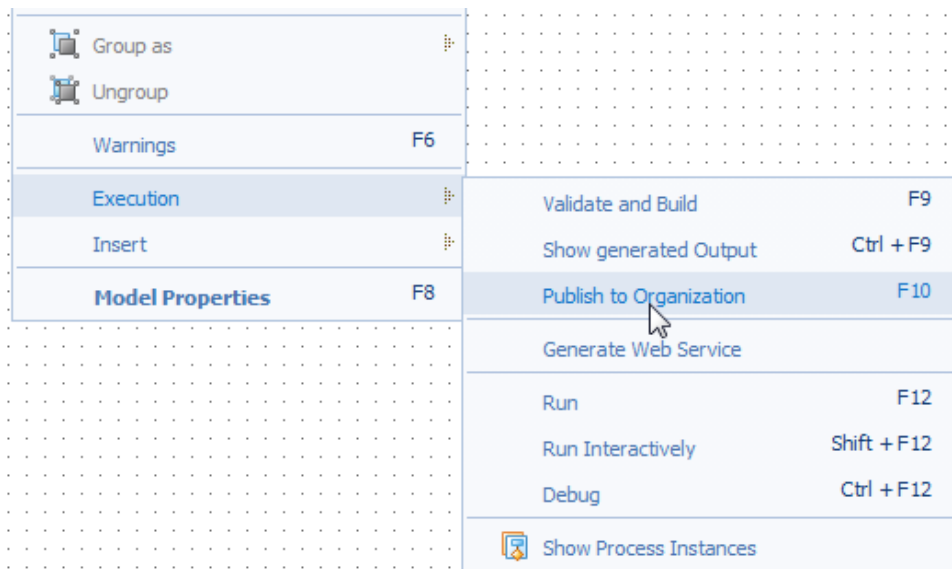 Group as
Ungroup
Warnings F6
Execution
Insert
Model Properties F8
Validate and Build F9
Show generated Output Ctrl + F9
Publish to Organization F10
Generate Web Service
Run F12
Run Interactively Shift + F12
Debug Ctrl + F12
Show Process Instances